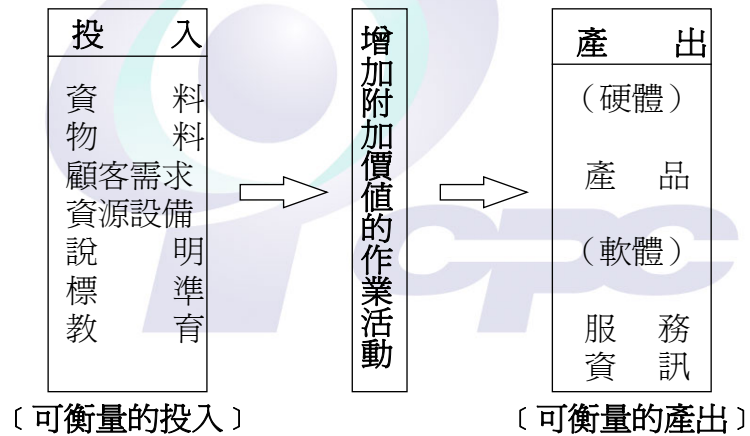 投 入
資 料
物 料
顧客需求
資源設備
說 明
標 準
教 育
〔可衡量的投入〕
增加附加價值的作業活動
產 出
（硬體）
產 品
（軟體）
服 務
資 訊
〔可衡量的產出〕
cpc